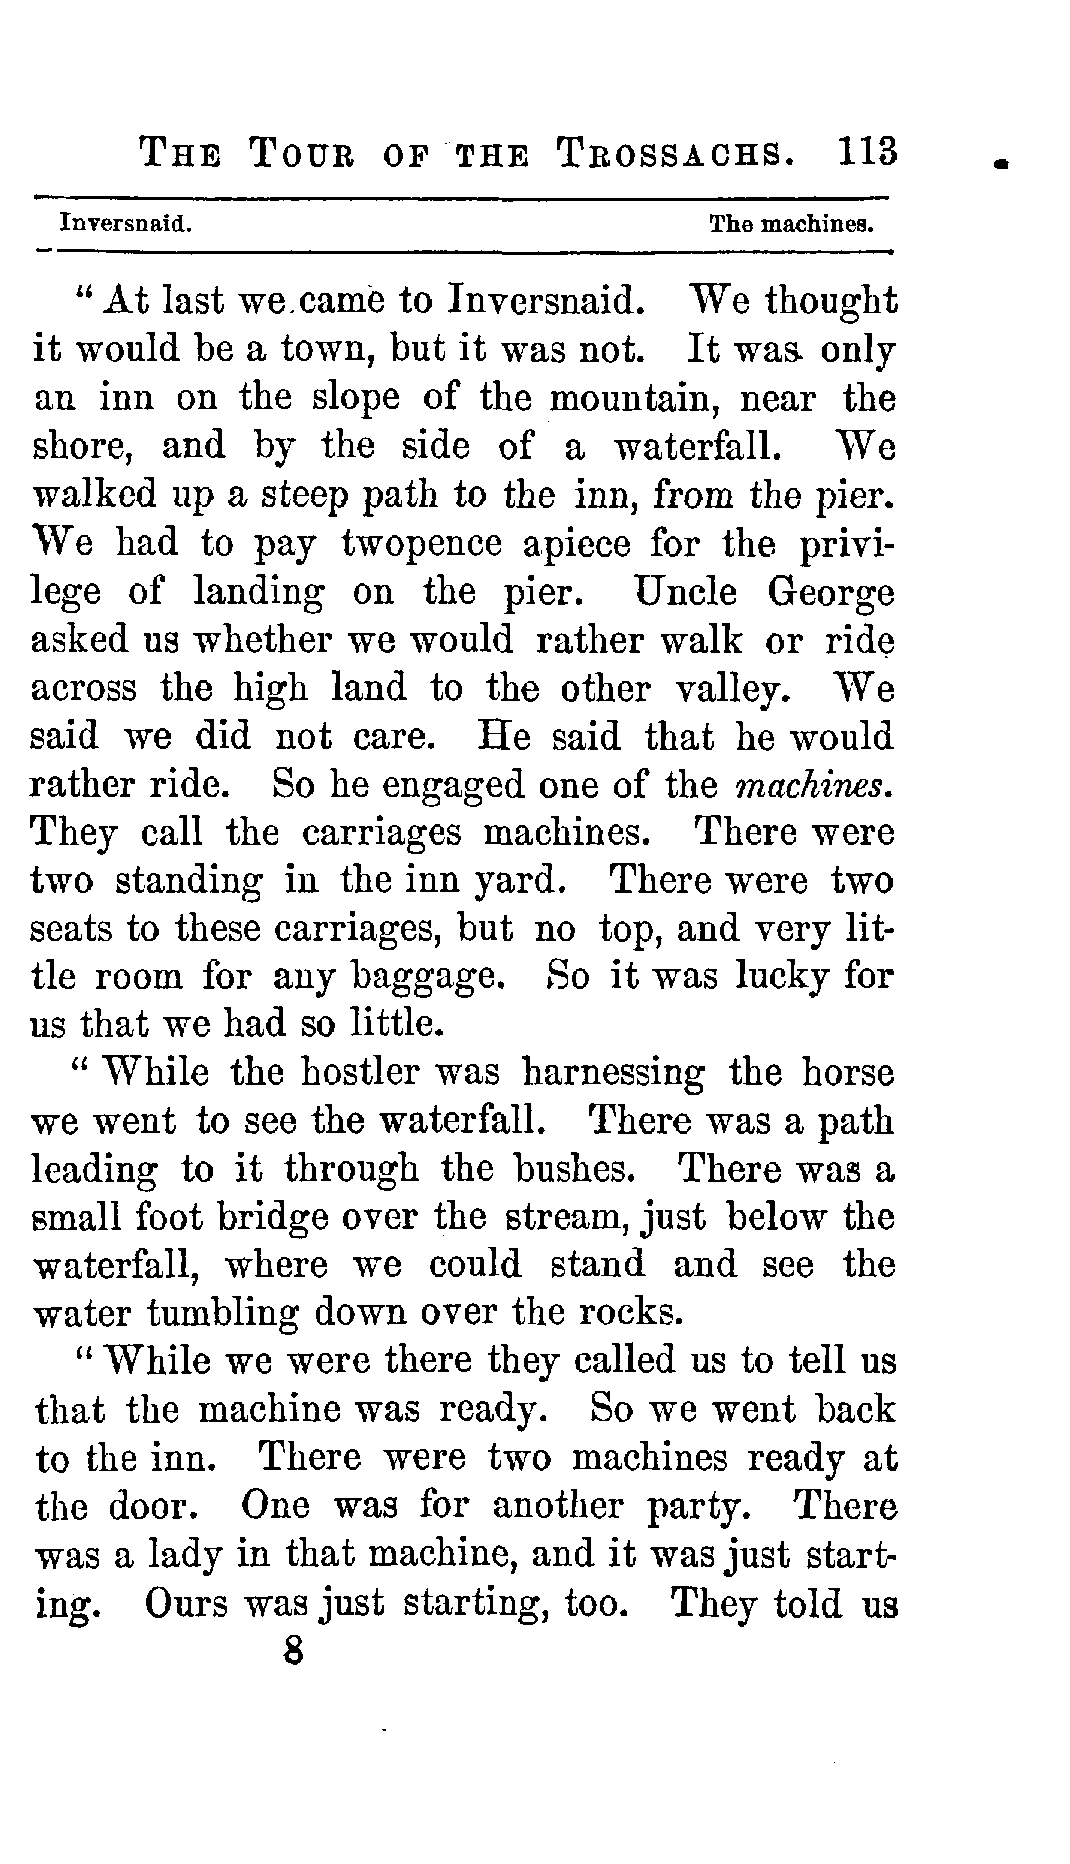 The Tour of the Trossachs. 113
Inversnaid. The machines.
“At last we came to Inversnaid. We thought
it would be a town, but it was not. It was only
an inn on the slope of the mountain, near the
shore, and by the side of a waterfall. We
walked up a steep path to the inn, from the pier.
We had to pay twopence apiece for the privi-
lege of landing on the pier. Uncle George
asked us whether we would rather walk or ride
across the high land to the other valley. We
said we did not care. He said that he would
rather ride. So he engaged one of the machines.
They call the carriages machines. There were
two standing in the inn yard. There were two
seats to these carriages, but no top, and very lit-
tle room for any baggage. So it was lucky for
us that we had so little.
“While the hostler was harnessing the horse
we went to see the waterfall. There was a path
leading to it through the bushes. There was a
small foot bridge over the stream, just below the
waterfall, where we could stand and see the
water tumbling down over the rocks.
“While we were there they called us to tell us
that the machine was ready. So we went back
to the inn. There were two machines ready at
the door. One was for another party. There
was a lady in that machine, and it was just start-
ing. Ours was just starting, too. They told us
8